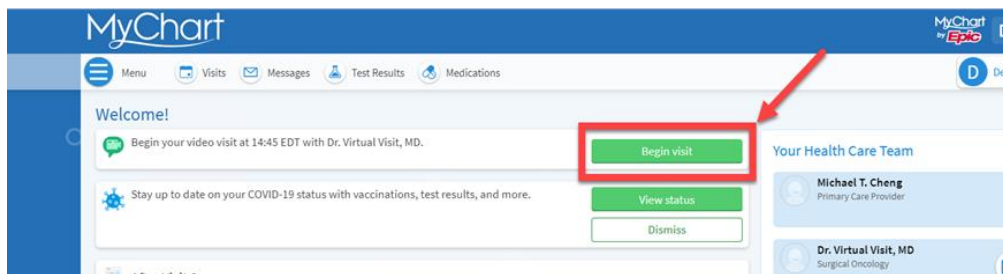 MyChart
MyChart
by Epic
Menu
Visits
Messages
Test Results
Medications
D
Welcome!
Begin your video visit at 14:45 EDT with Dr. Virtual Visit, MD.
Begin visit
Stay up to date on your COVID-19 status with vaccinations, test results, and more.
View status
Dismiss
Your Health Care Team
Michael T. Cheng
Primary Care Provider
Dr. Virtual Visit, MD
Surgical Oncology